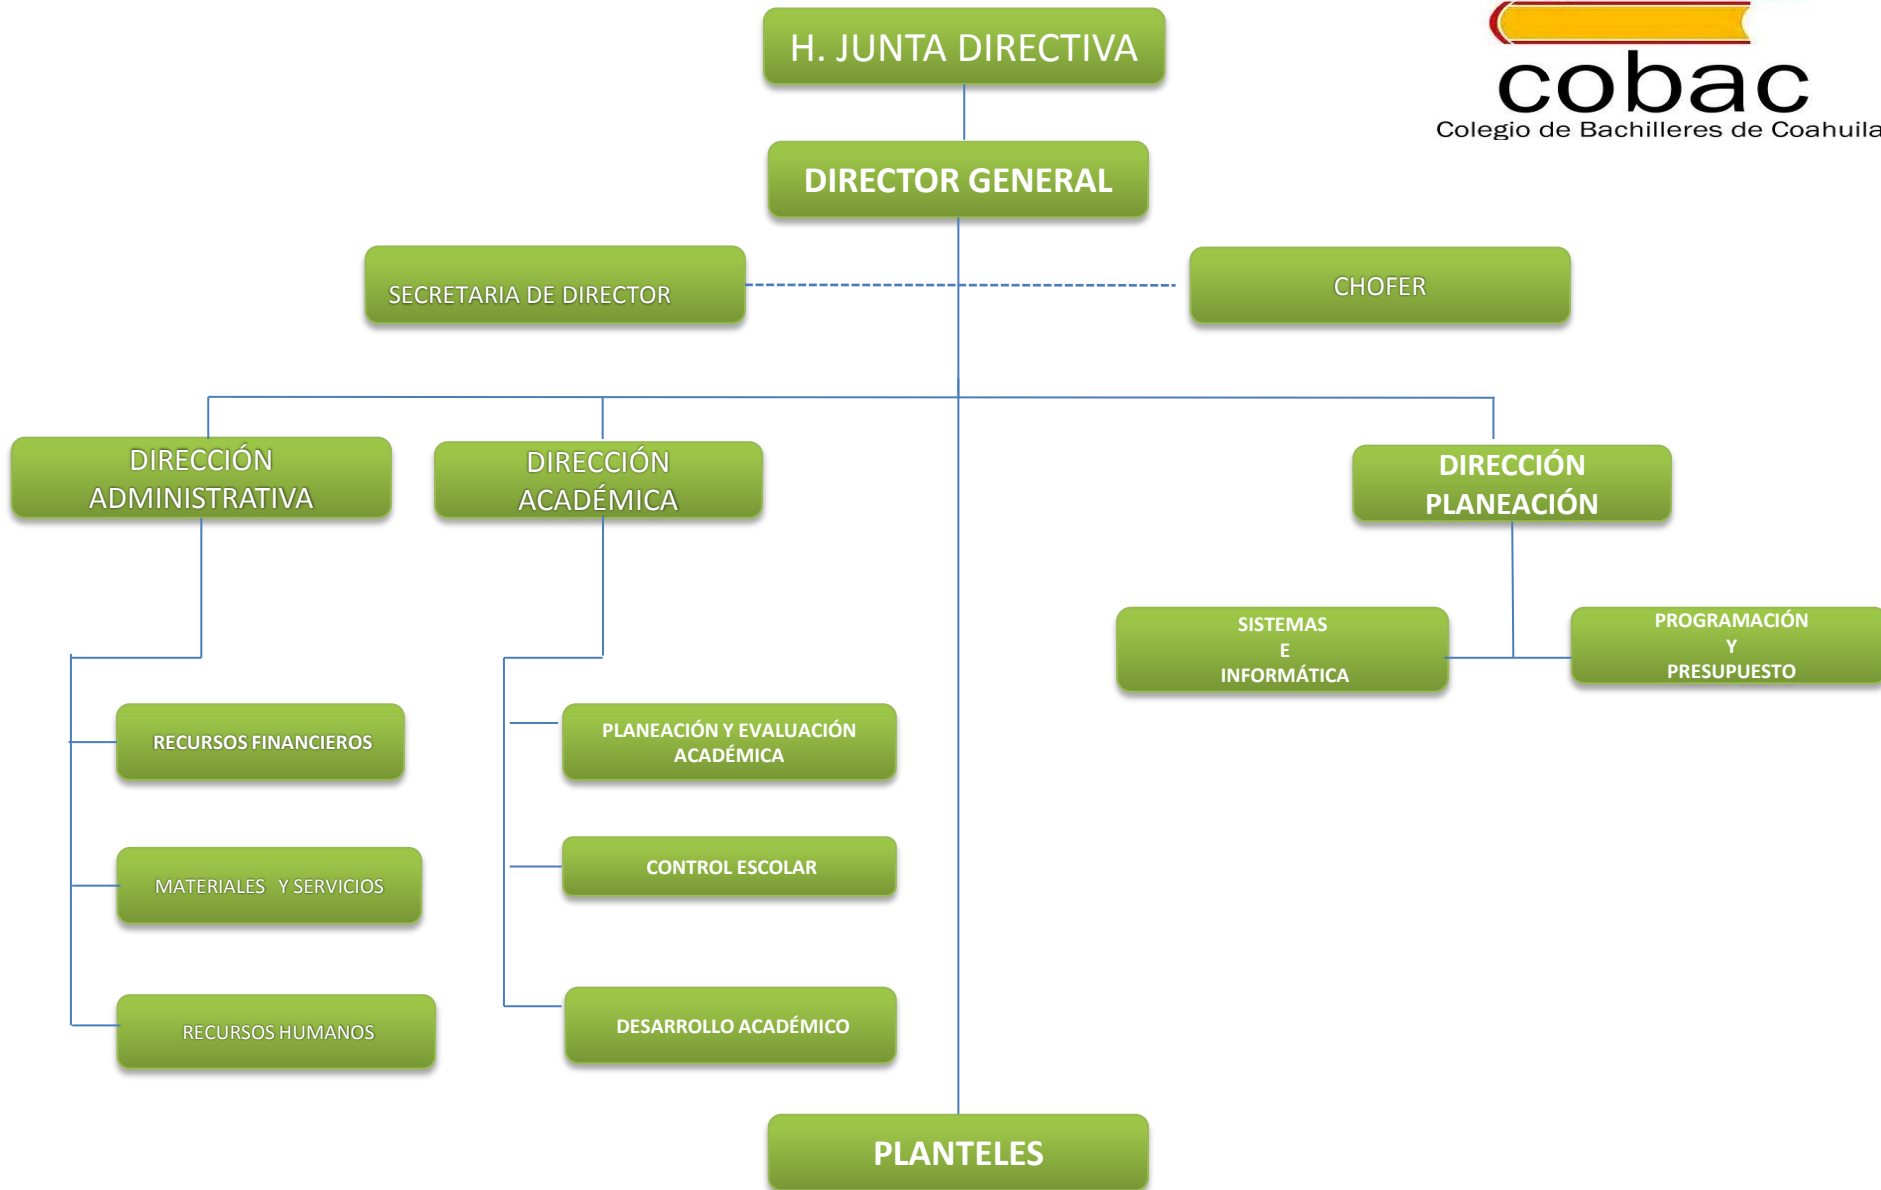 H. JUNTA DIRECTIVA
cobac
Colegio de Bachilleres de Coahuila
DIRECTOR GENERAL
SECRETARIA DE DIRECTOR
CHOFER
DIRECCIÓN
ADMINISTRATIVA
DIRECCIÓN
ACADÉMICA
DIRECCIÓN
PLANEACIÓN
SISTEMAS
E
INFORMÁTICA
PROGRAMACIÓN
Y
PRESUPUESTO
RECURSOS FINANCIEROS
PLANEACIÓN Y EVALUACIÓN
ACADÉMICA
MATERIALES Y SERVICIOS
CONTROL ESCOLAR
RECURSOS HUMANOS
DESARROLLO ACADÉMICO
PLANTELES